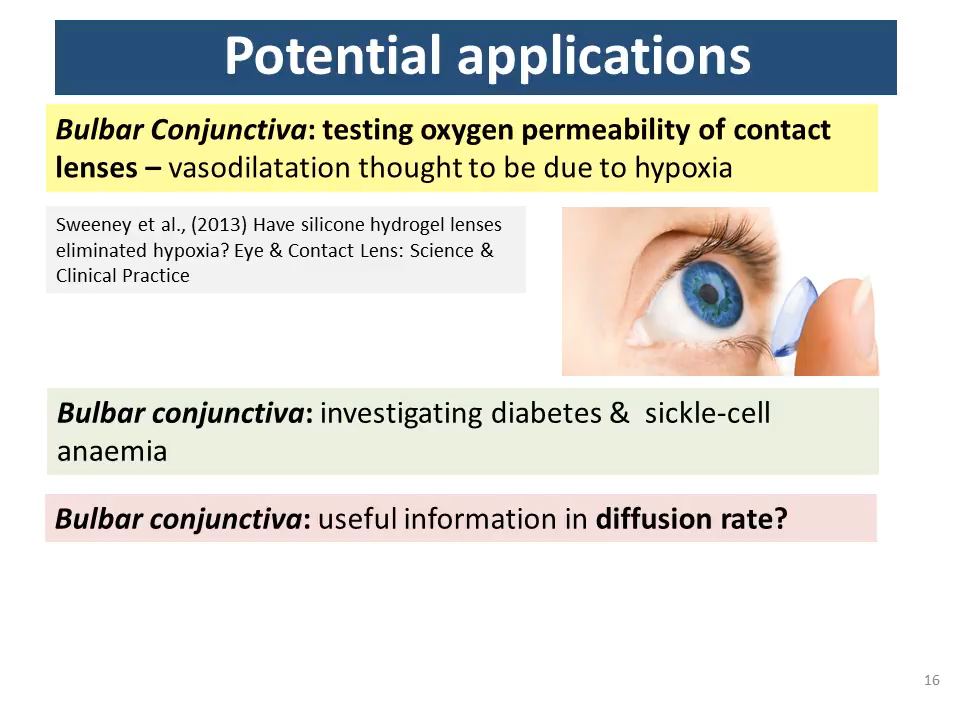 Potential applications
Bulbar Conjunctiva: testing oxygen permeability of contact
lenses – vasodilatation thought to be due to hypoxia
Sweeney et al., (2013) Have silicone hydrogel lenses
eliminated hypoxia? Eye & Contact Lens: Science &
Clinical Practice
Bulbar conjunctiva: investigating diabetes & sickle-cell
anaemia
Bulbar conjunctiva: useful information in diffusion rate?
16